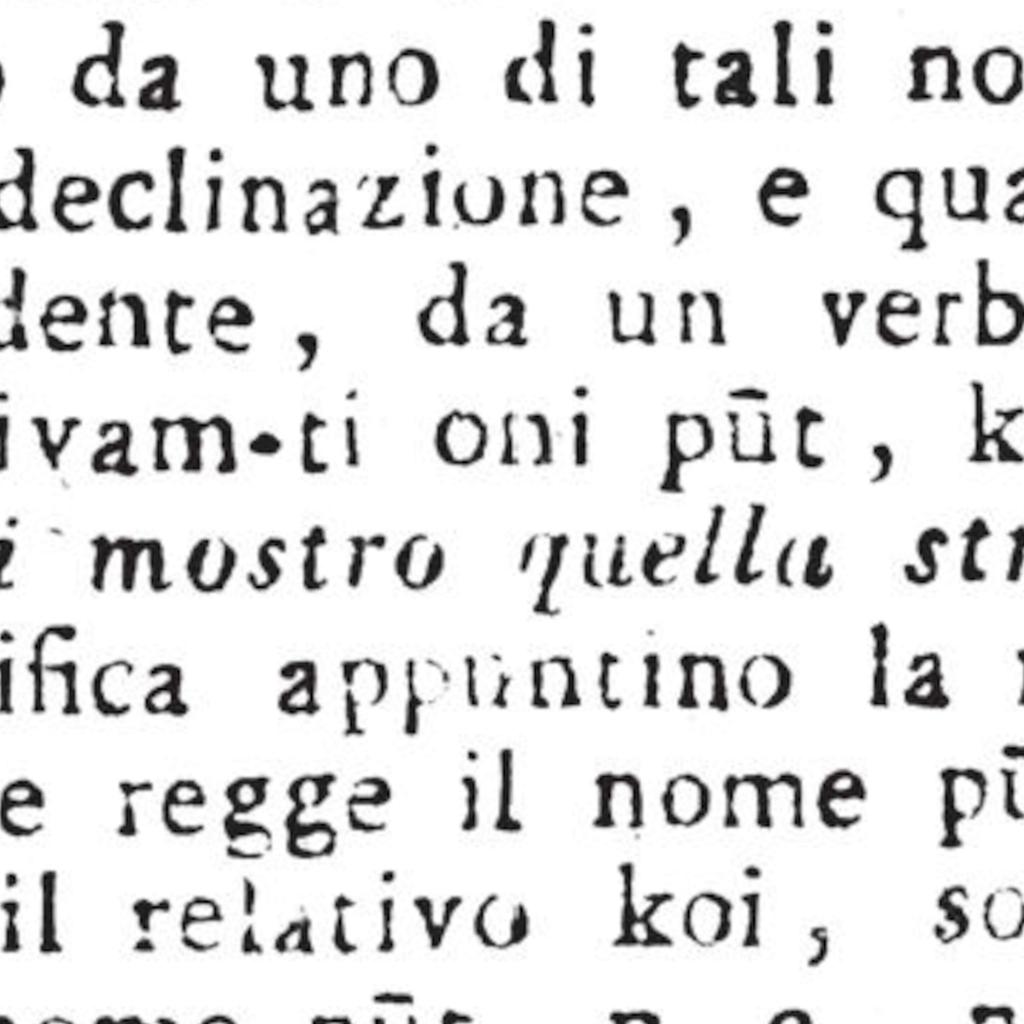 da uno di tali no
declinazione, e qua
dente, da un verb
ivam-ti oni pūt, k
i mostro quella str
ifica appuntino la
e regge il nome pū
il relativo koi, so